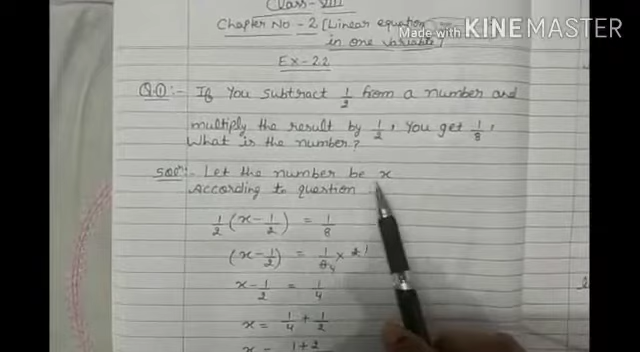 Class-VIII
Chapter No - 2 (Linear equation
in one variable)
Made with KINEMASTER
Ex-2.2
Q.1:- If You subtract 1/2 from a number and
multiply the result by 1/2, You get 1/8.
What is the number?
Soln:- Let the number be x
According to question
1/2 (x - 1/2) = 1/8
(x - 1/2) = 1/8 4 × 2 1
x - 1/2 = 1/4
x = 1/4 + 1/2
x = 1+2